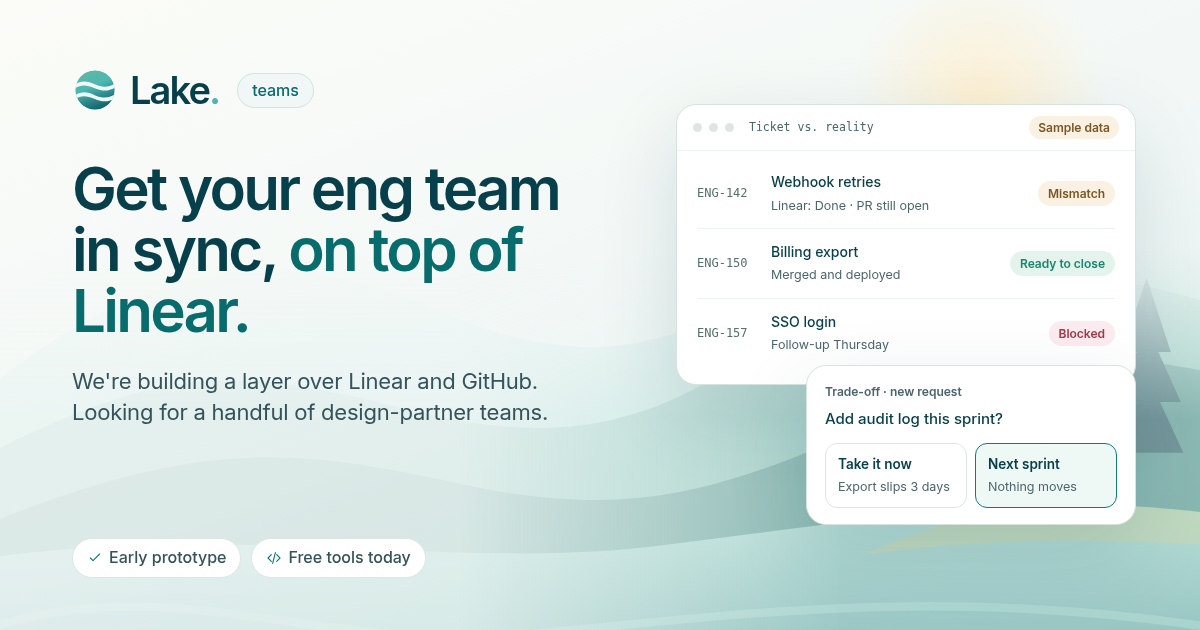 Lake.
teams
Get your eng team
in sync, on top of
Linear.
We're building a layer over Linear and GitHub.
Looking for a handful of design-partner teams.
Early prototype
Free tools today
Ticket vs. reality
Sample data
ENG-142
Webhook retries
Linear: Done · PR still open
Mismatch
ENG-150
Billing export
Merged and deployed
Ready to close
ENG-157
SSO login
Follow-up Thursday
Blocked
Trade-off · new request
Add audit log this sprint?
Take it now
Export slips 3 days
Next sprint
Nothing moves